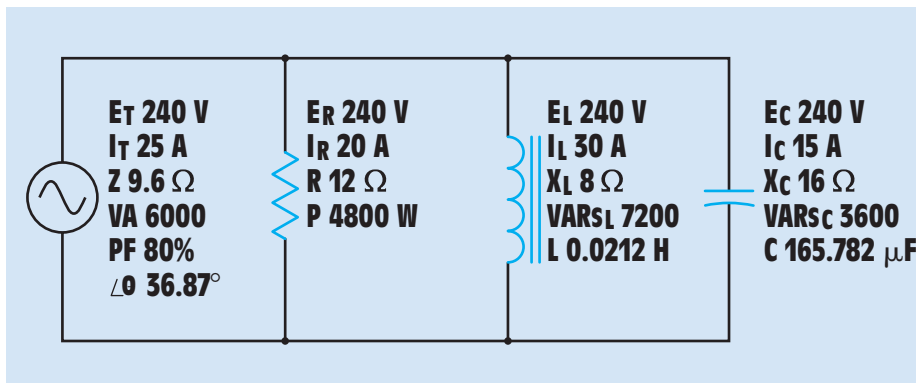 ET 240 V
IT 25 A
Z 9.6 Ω
VA 6000
PF 80%
∠θ 36.87°
ER 240 V
IR 20 A
R 12 Ω
P 4800 W
EL 240 V
IL 30 A
XL 8 Ω
VARsL 7200
L 0.0212 H
EC 240 V
IC 15 A
XC 16 Ω
VARsC 3600
C 165.782 μF